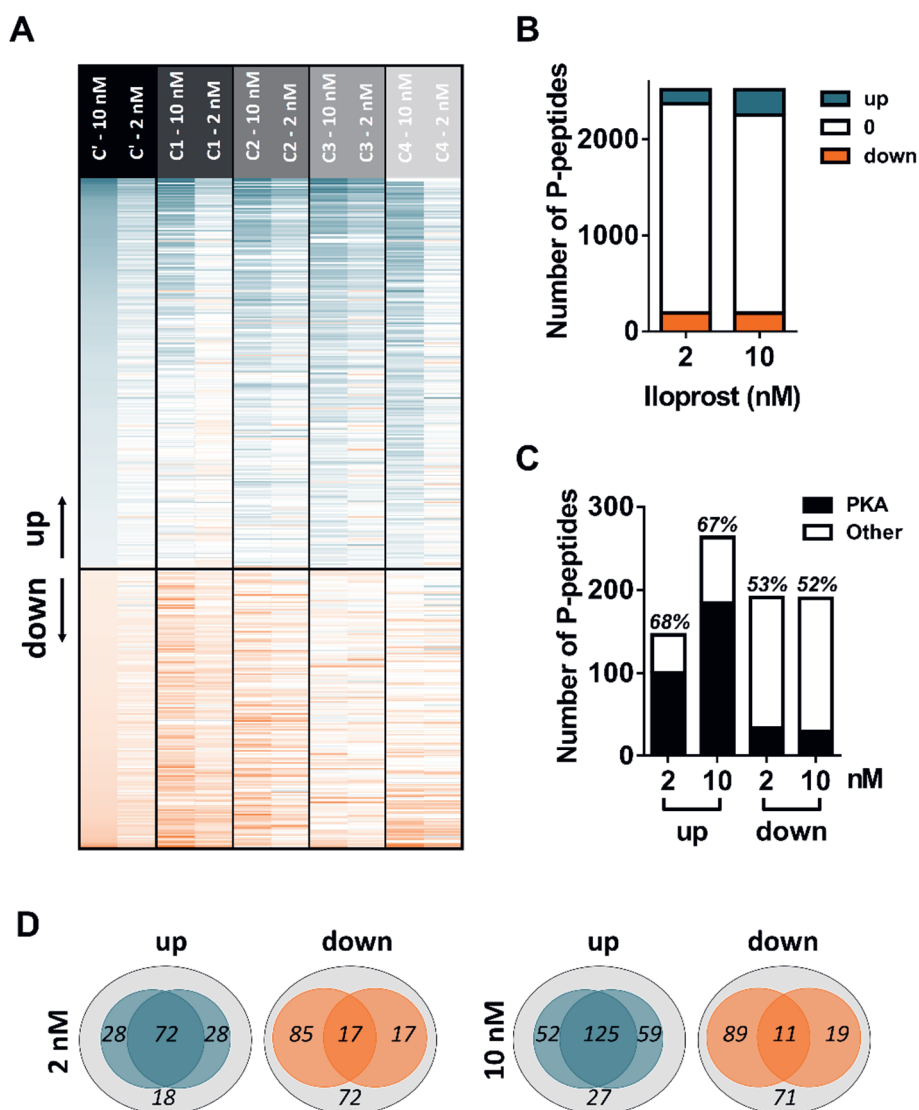 A
C' - 10 nM
C' - 2 nM
C1 - 10 nM
C1 - 2 nM
C2 - 10 nM
C2 - 2 nM
C3 - 10 nM
C3 - 2 nM
C4 - 10 nM
C4 - 2 nM
up
down
B
Number of P-peptides
2000
1000
0
2 10
Iloprost (nM)
up
0
down
C
Number of P-peptides
300
200
100
0
68%
67%
53%
52%
PKA
Other
2 10 2 10 nM
up down
D
2 nM
up down
28 72 28
18
85 17 17
72
10 nM
up down
52 125 59
27
89 11 19
71